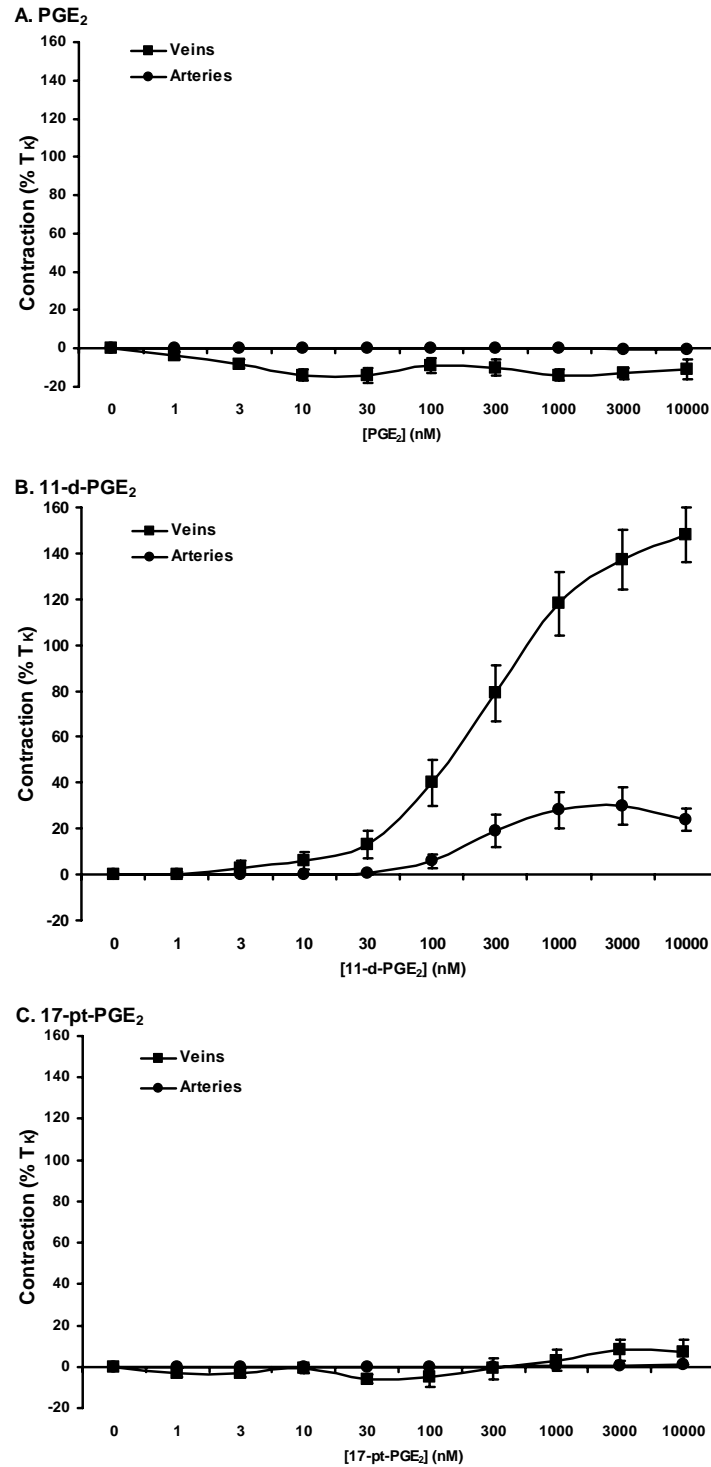 A. PGE₂
Veins
Arteries
Contraction (% TK)
160
140
120
100
80
60
40
20
0
-20
0 1 3 10 30 100 300 1000 3000 10000
[PGE₂] (nM)
B. 11-d-PGE₂
Veins
Arteries
Contraction (% TK)
160
140
120
100
80
60
40
20
0
-20
0 1 3 10 30 100 300 1000 3000 10000
[11-d-PGE₂] (nM)
C. 17-pt-PGE₂
Veins
Arteries
Contraction (% TK)
160
140
120
100
80
60
40
20
0
-20
0 1 3 10 30 100 300 1000 3000 10000
[17-pt-PGE₂] (nM)